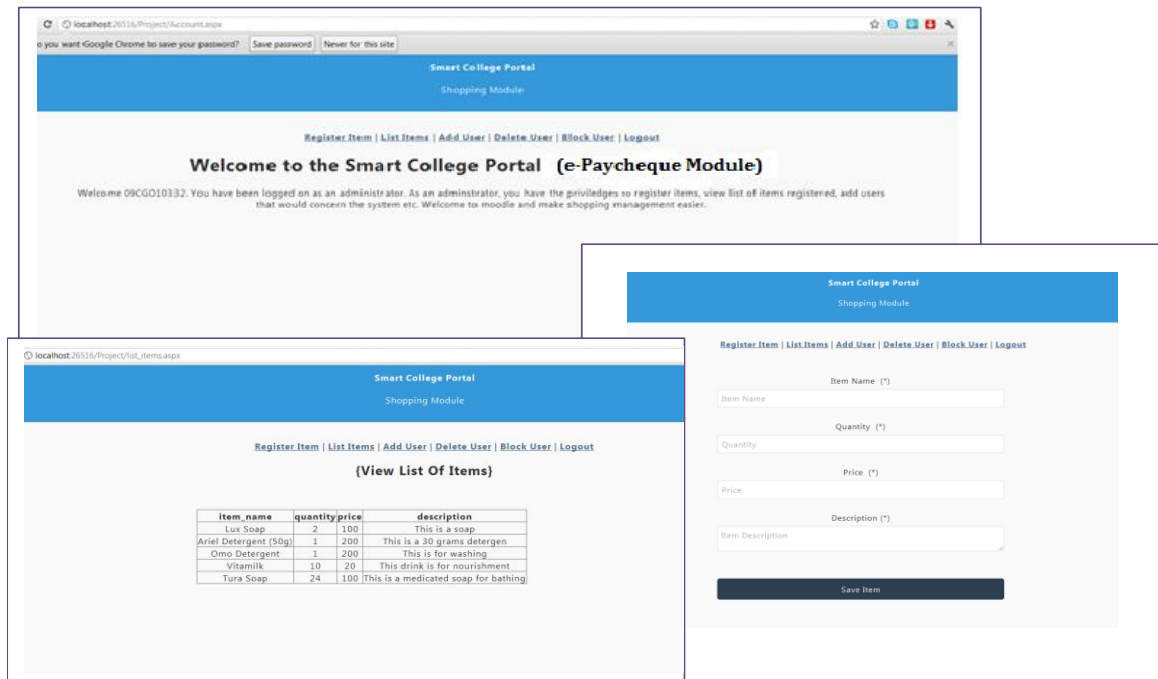 localhost:26516/Project/Account.aspx
o you want Google Chrome to save your password? Save password Never for this site
Smart College Portal
Shopping Module
Register Item | List Items | Add User | Delete User | Block User | Logout
Welcome to the Smart College Portal (e-Paycheque Module)
Welcome 09CGO10332. You have been logged on as an administrator. As an adminstrator, you have the priviledges to register items, view list of items registered, add users
that would concern the system etc. Welcome to moodle and make shopping management easier.
localhost:26516/Project/list_items.aspx
Smart College Portal
Shopping Module
Register Item | List Items | Add User | Delete User | Block User | Logout
{View List Of Items}
item_name quantity price description
Lux Soap 2 100 This is a soap
Ariel Detergent (50g) 1 200 This is a 30 grams detergen
Omo Detergent 1 200 This is for washing
Vitamilk 10 20 This drink is for nourishment
Tura Soap 24 100 This is a medicated soap for bathing
Smart College Portal
Shopping Module
Register Item | List Items | Add User | Delete User | Block User | Logout
Item Name (*)
Item Name
Quantity (*)
Quantity
Price (*)
Price
Description (*)
Item Description
Save Item